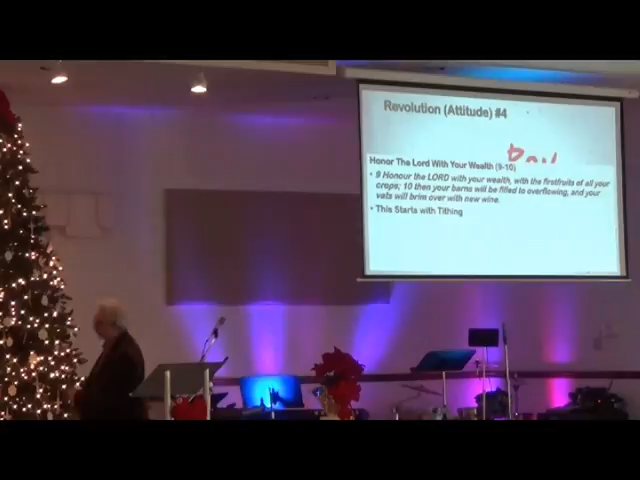 Revolution (Attitude) #4
Honor The Lord With Your Wealth (9-10)
• 9 Honour the LORD with your wealth, with the firstfruits of all your
crops; 10 then your barns will be filled to overflowing, and your
vats will brim over with new wine.
• This Starts with Tithing